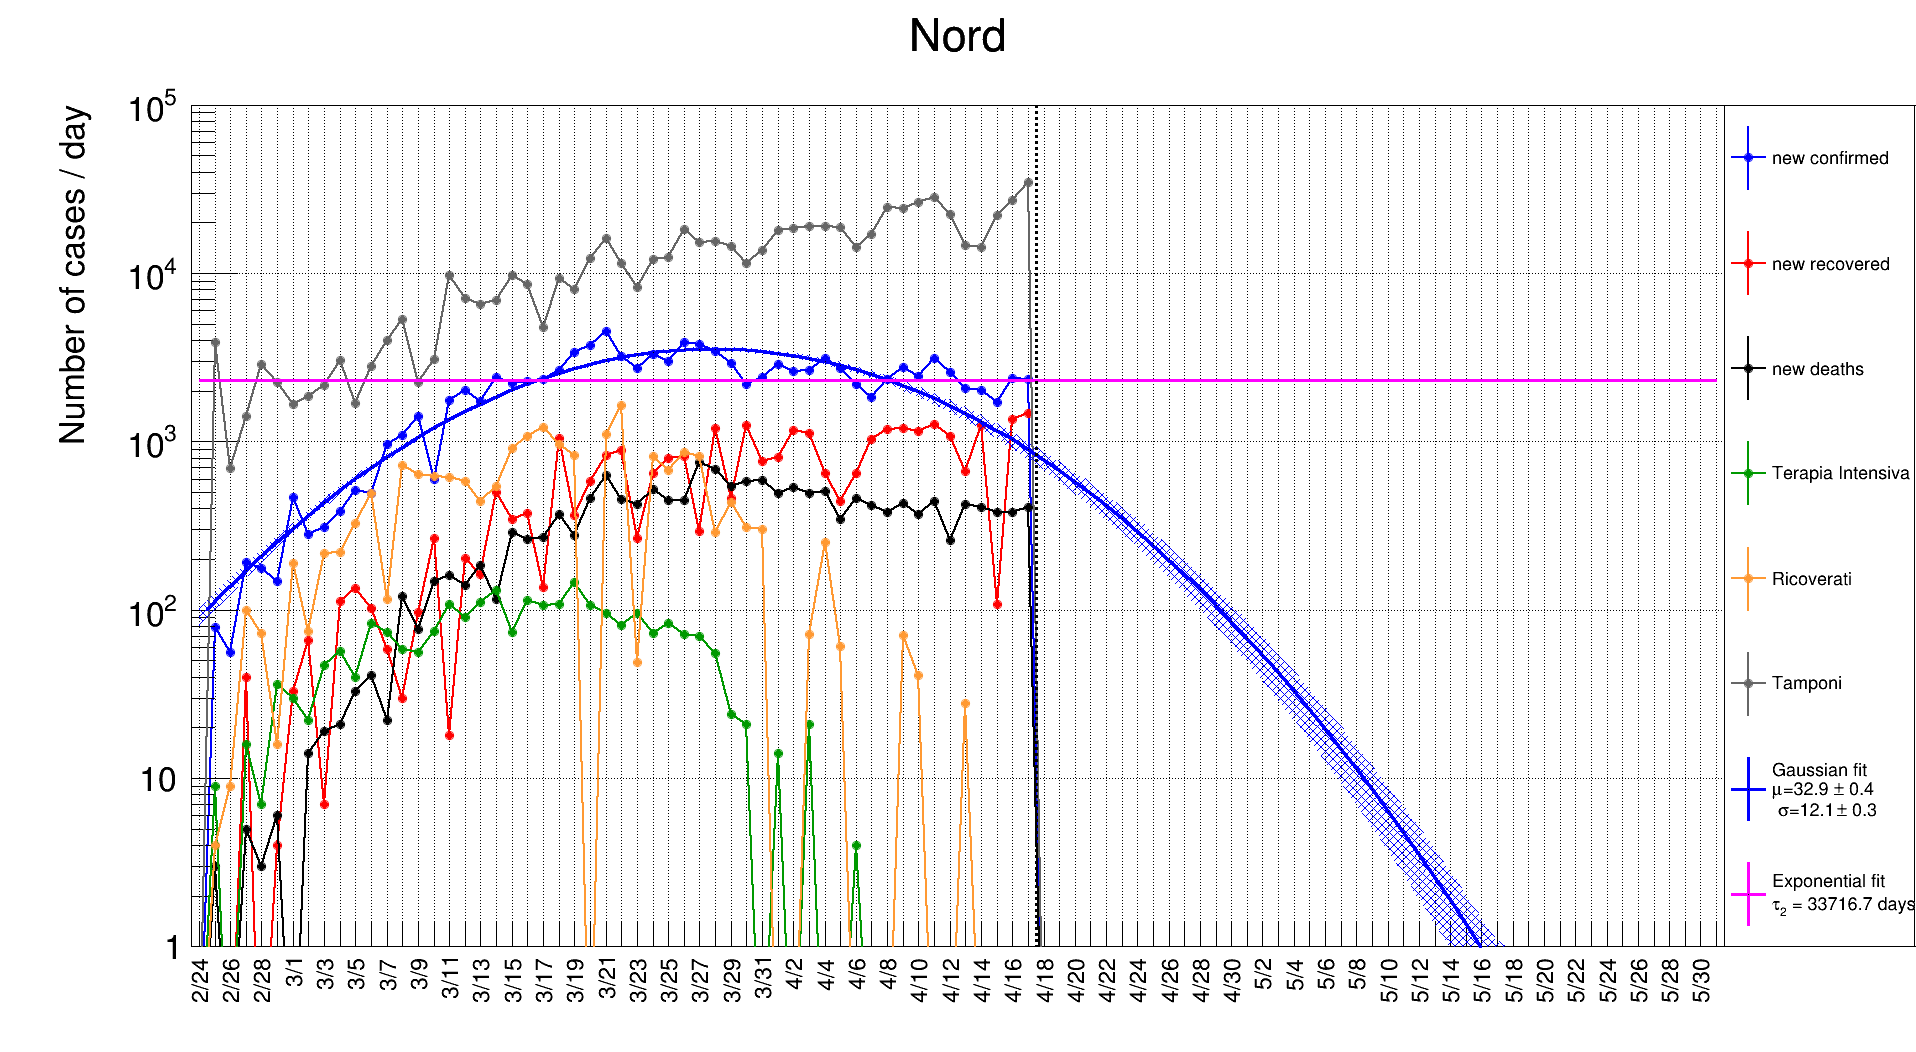 Nord
Number of cases / day
10^5
10^4
10^3
10^2
10
1
2/24 2/26 2/28 3/1 3/3 3/5 3/7 3/9 3/11 3/13 3/15 3/17 3/19 3/21 3/23 3/25 3/27 3/29 3/31 4/2 4/4 4/6 4/8 4/10 4/12 4/14 4/16 4/18 4/20 4/22 4/24 4/26 4/28 4/30 5/2 5/4 5/6 5/8 5/10 5/12 5/14 5/16 5/18 5/20 5/22 5/24 5/26 5/28 5/30
new confirmed
new recovered
new deaths
Terapia Intensiva
Ricoverati
Tamponi
Gaussian fit
μ=32.9 ± 0.4
σ=12.1 ± 0.3
Exponential fit
τ₂ = 33716.7 days